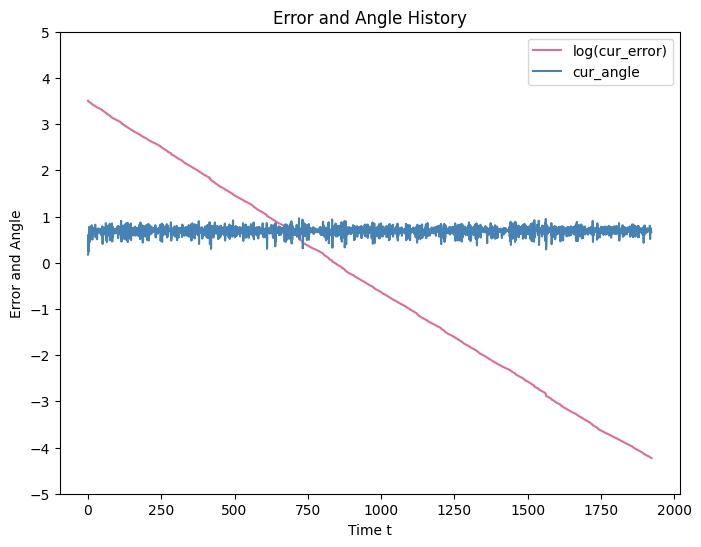 Error and Angle History
log(cur_error)
cur_angle
Error and Angle
5
4
3
2
1
0
−1
−2
−3
−4
−5
0 250 500 750 1000 1250 1500 1750 2000
Time t